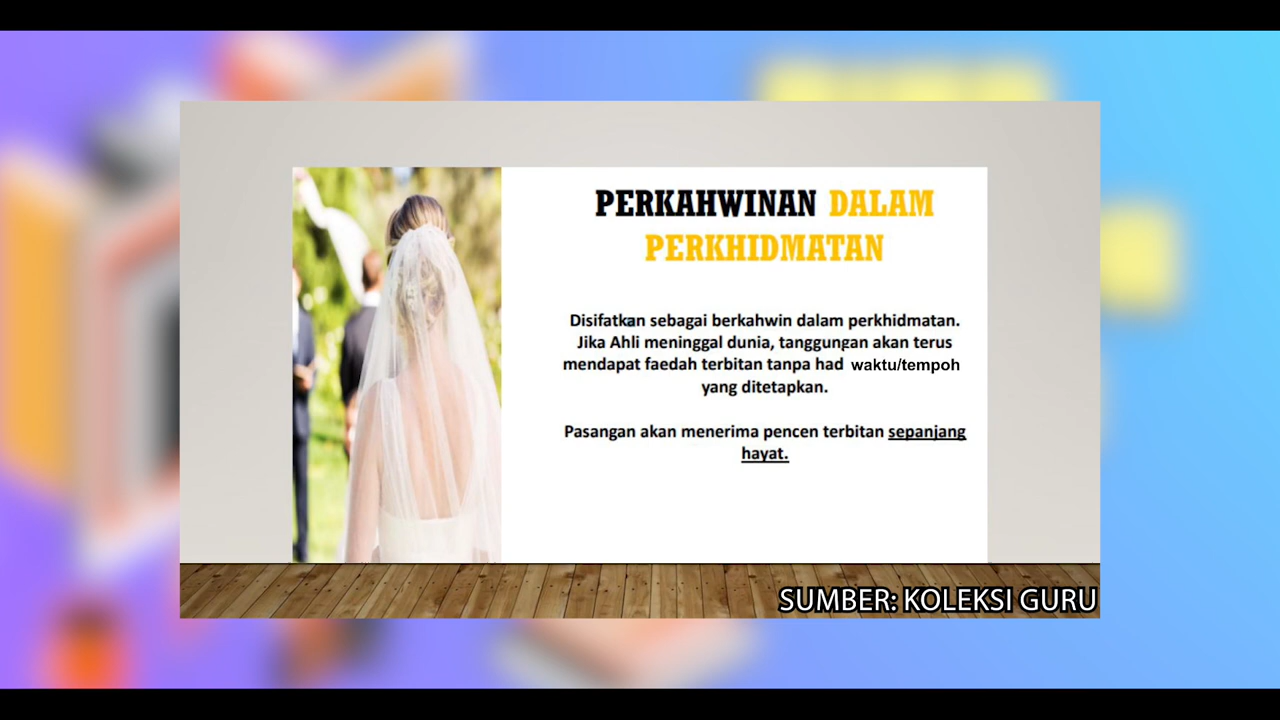 PERKAHWINAN DALAM
PERKHIDMATAN
Disifatkan sebagai berkahwin dalam perkhidmatan.
Jika Ahli meninggal dunia, tanggungan akan terus
mendapat faedah terbitan tanpa had waktu/tempoh
yang ditetapkan.
Pasangan akan menerima pencen terbitan sepanjang
hayat.
SUMBER: KOLEKSI GURU